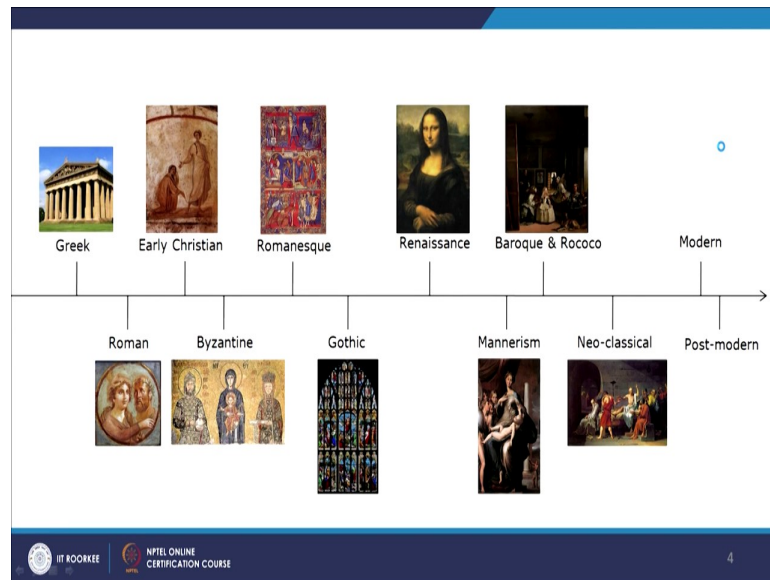 Greek
Early Christian
Romanesque
Renaissance
Baroque & Rococo
Modern
Roman
Byzantine
Gothic
Mannerism
Neo-classical
Post-modern
IIT ROORKEE
NPTEL ONLINE
CERTIFICATION COURSE
4